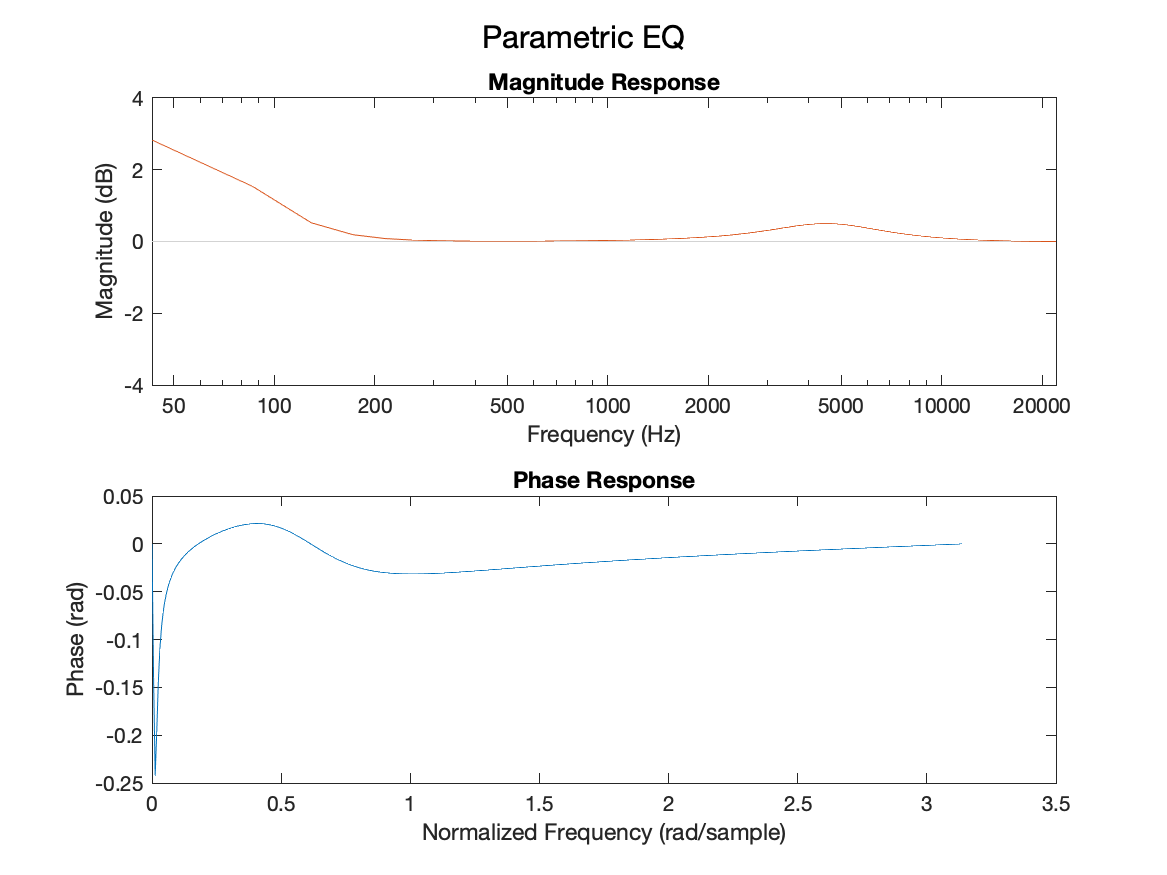 Parametric EQ
Magnitude Response
4
2
0
-2
-4
Magnitude (dB)
50 100 200 500 1000 2000 5000 10000 20000
Frequency (Hz)
Phase Response
0.05
0
-0.05
-0.1
-0.15
-0.2
-0.25
Phase (rad)
0 0.5 1 1.5 2 2.5 3 3.5
Normalized Frequency (rad/sample)